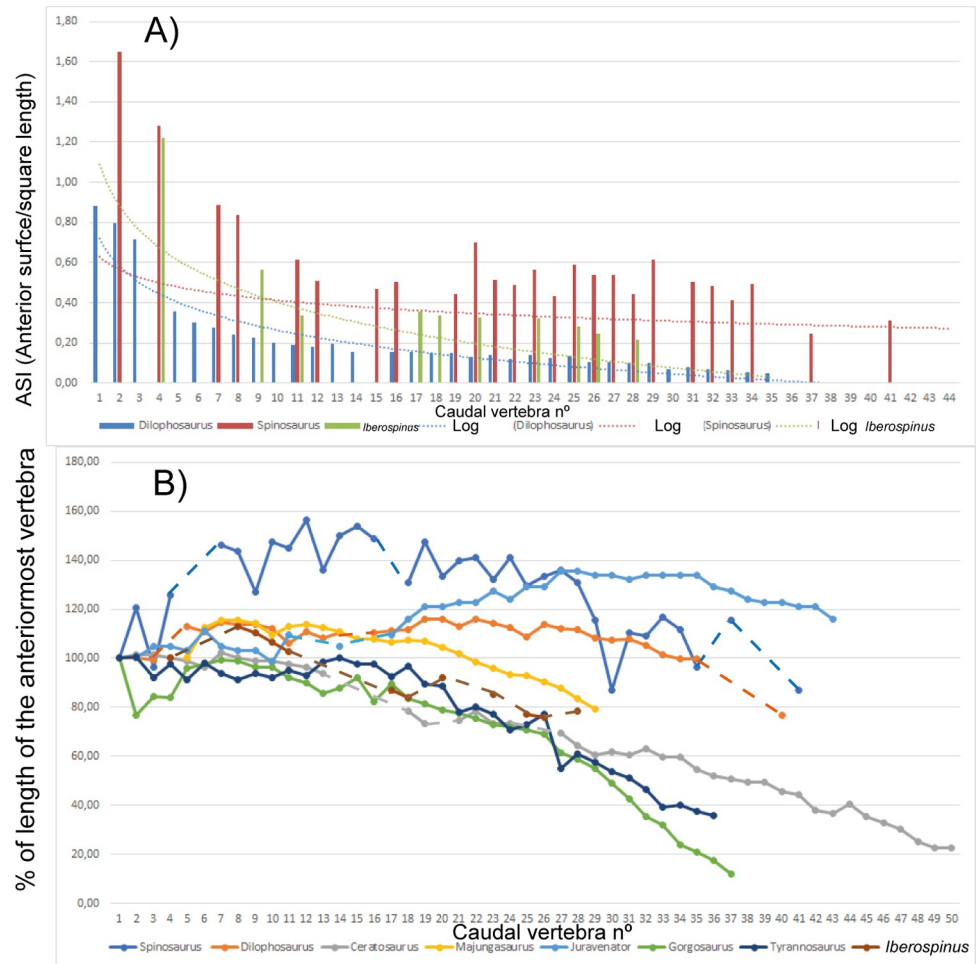 A)
ASI (Anterior surfce/square length)
1,80
1,60
1,40
1,20
1,00
0,80
0,60
0,40
0,20
0,00
1 2 3 4 5 6 7 8 9 10 11 12 13 14 15 16 17 18 19 20 21 22 23 24 25 26 27 28 29 30 31 32 33 34 35 36 37 38 39 40 41 42 43 44
Caudal vertebra nº
Dilophosaurus Spinosaurus Iberospinus Log (Dilophosaurus) Log (Spinosaurus) Log Iberospinus
B)
% of length of the anteriormost vertebra
180,00
160,00
140,00
120,00
100,00
80,00
60,00
40,00
20,00
0,00
1 2 3 4 5 6 7 8 9 10 11 12 13 14 15 16 17 18 19 20 21 22 23 24 25 26 27 28 29 30 31 32 33 34 35 36 37 38 39 40 41 42 43 44 45 46 47 48 49 50
Caudal vertebra nº
Spinosaurus Dilophosaurus Ceratosaurus Majungasaurus Juravenator Gorgosaurus Tyrannosaurus Iberospinus